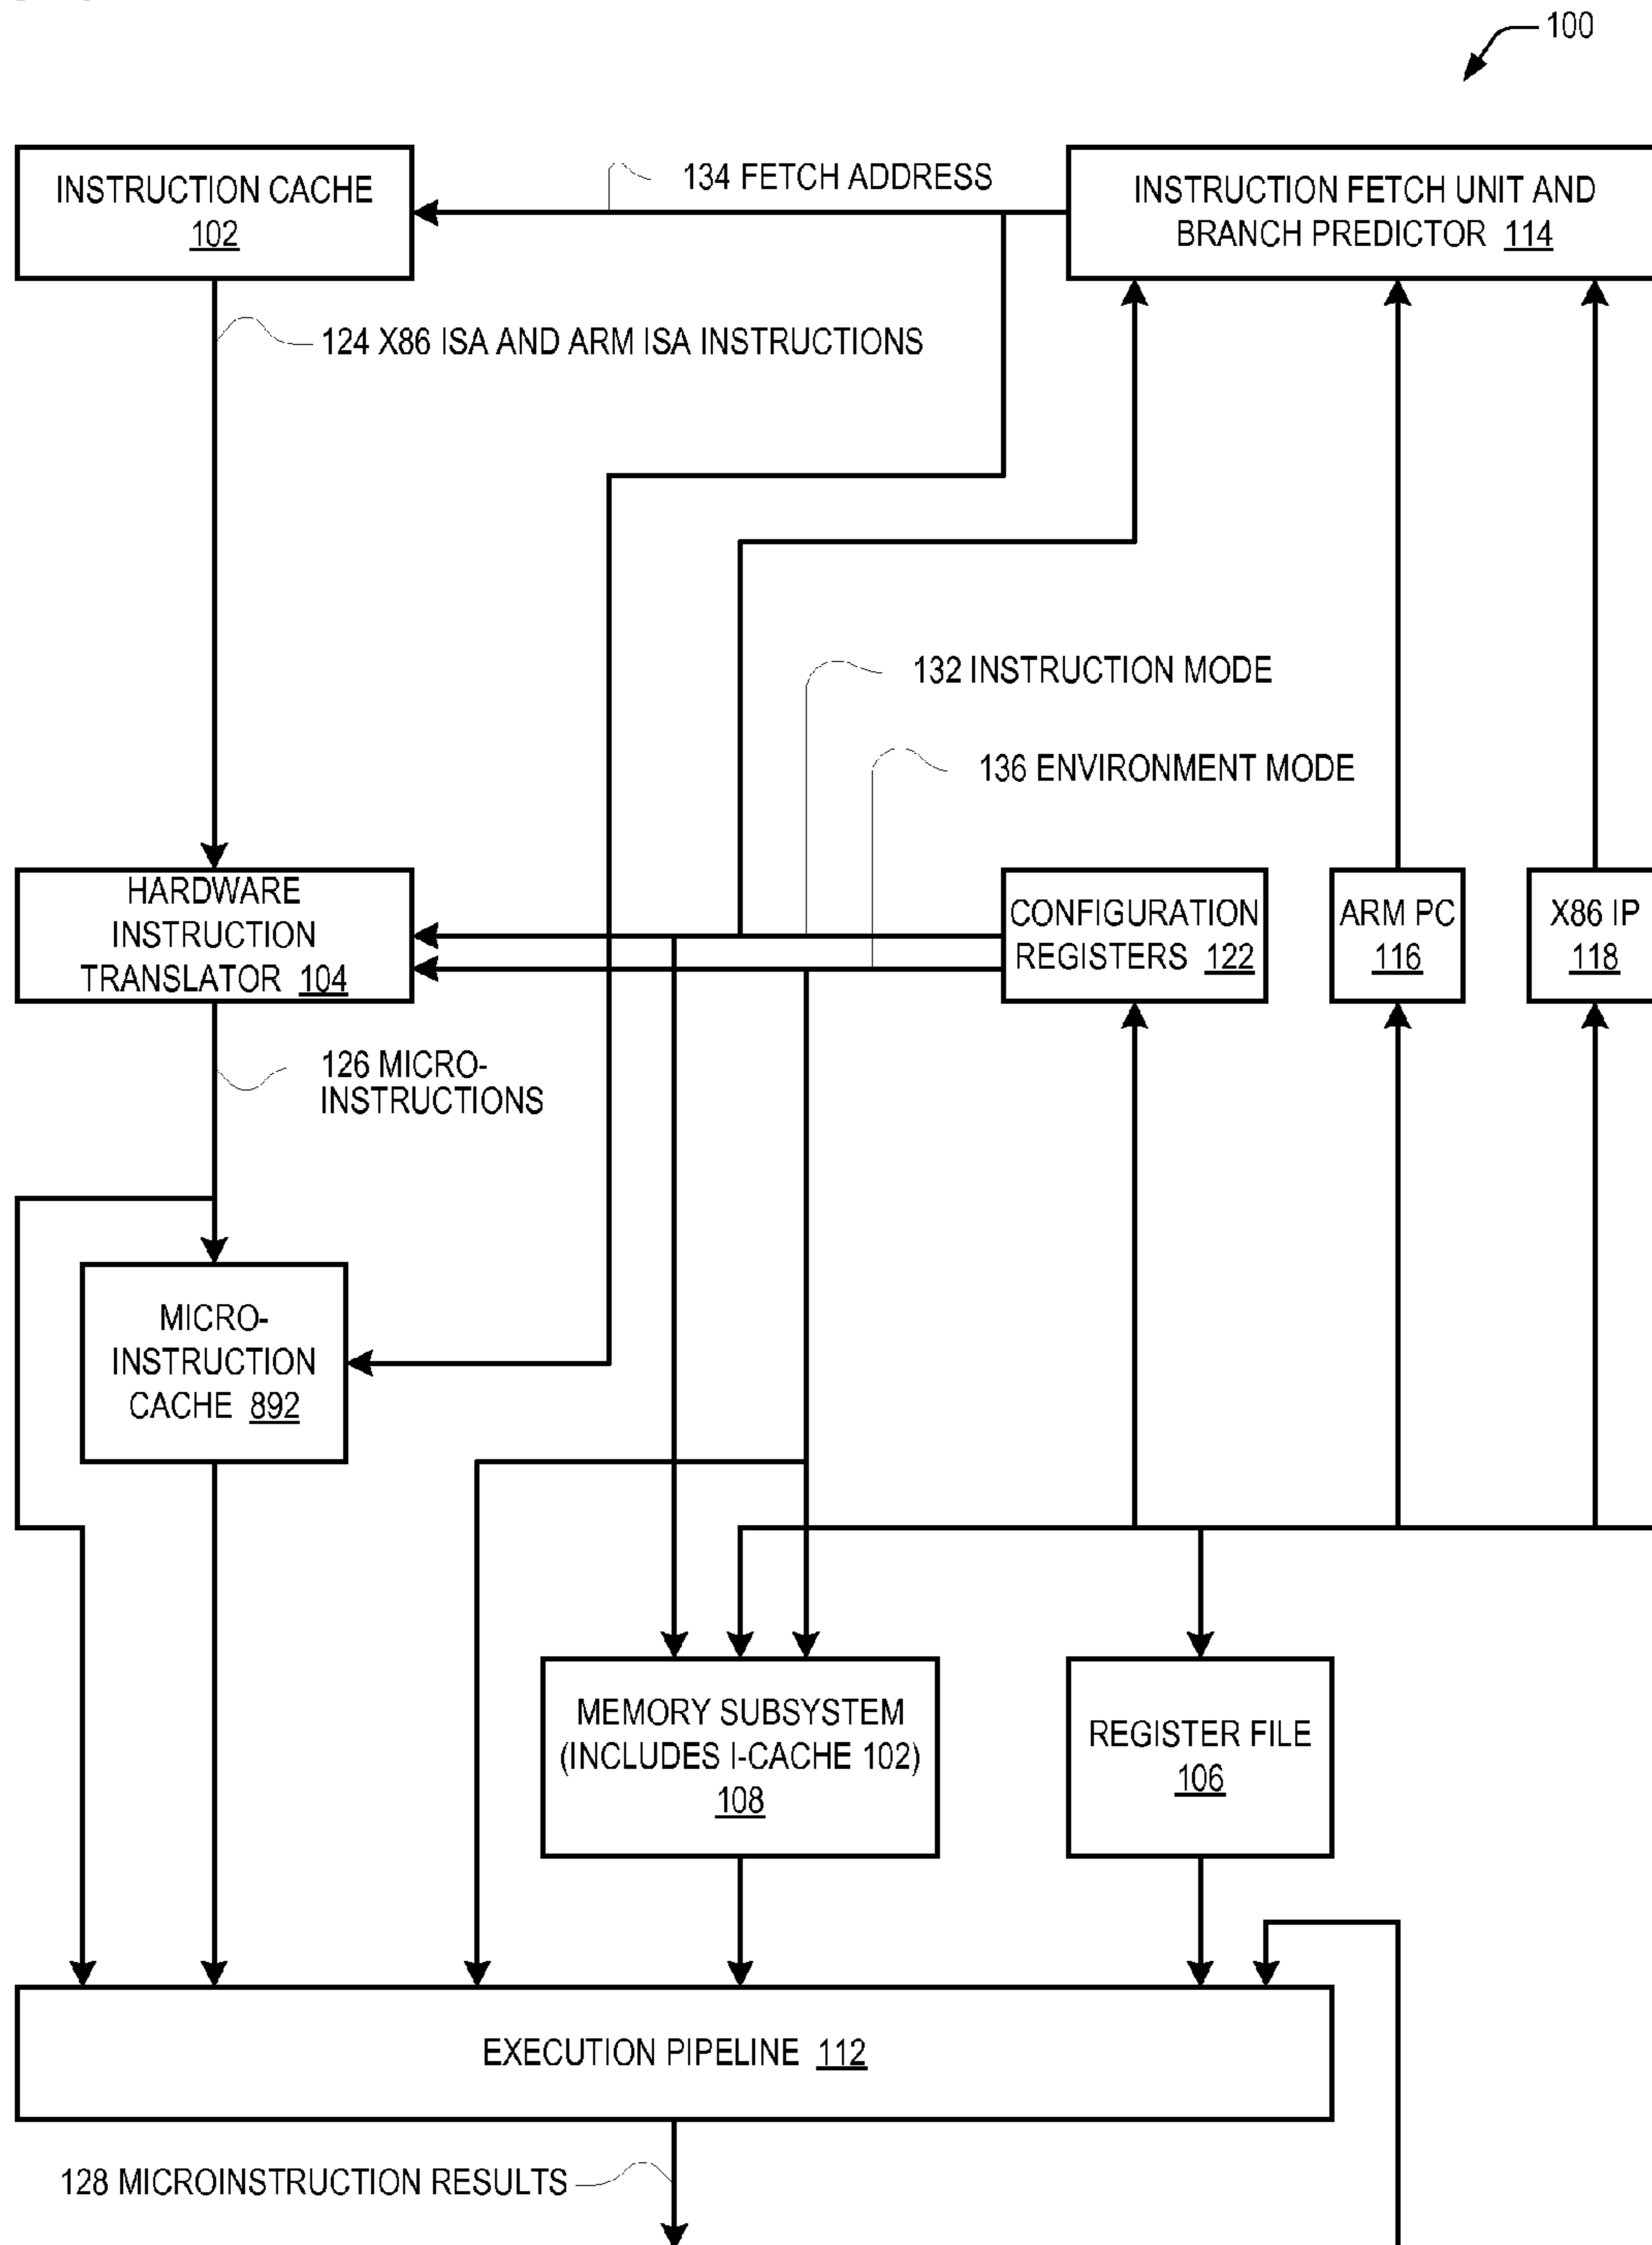 100
INSTRUCTION CACHE
102
134 FETCH ADDRESS
INSTRUCTION FETCH UNIT AND
BRANCH PREDICTOR 114
124 X86 ISA AND ARM ISA INSTRUCTIONS
132 INSTRUCTION MODE
136 ENVIRONMENT MODE
HARDWARE
INSTRUCTION
TRANSLATOR 104
CONFIGURATION
REGISTERS 122
ARM PC
116
X86 IP
118
126 MICRO-
INSTRUCTIONS
MICRO-
INSTRUCTION
CACHE 892
MEMORY SUBSYSTEM
(INCLUDES I-CACHE 102)
108
REGISTER FILE
106
EXECUTION PIPELINE 112
128 MICROINSTRUCTION RESULTS